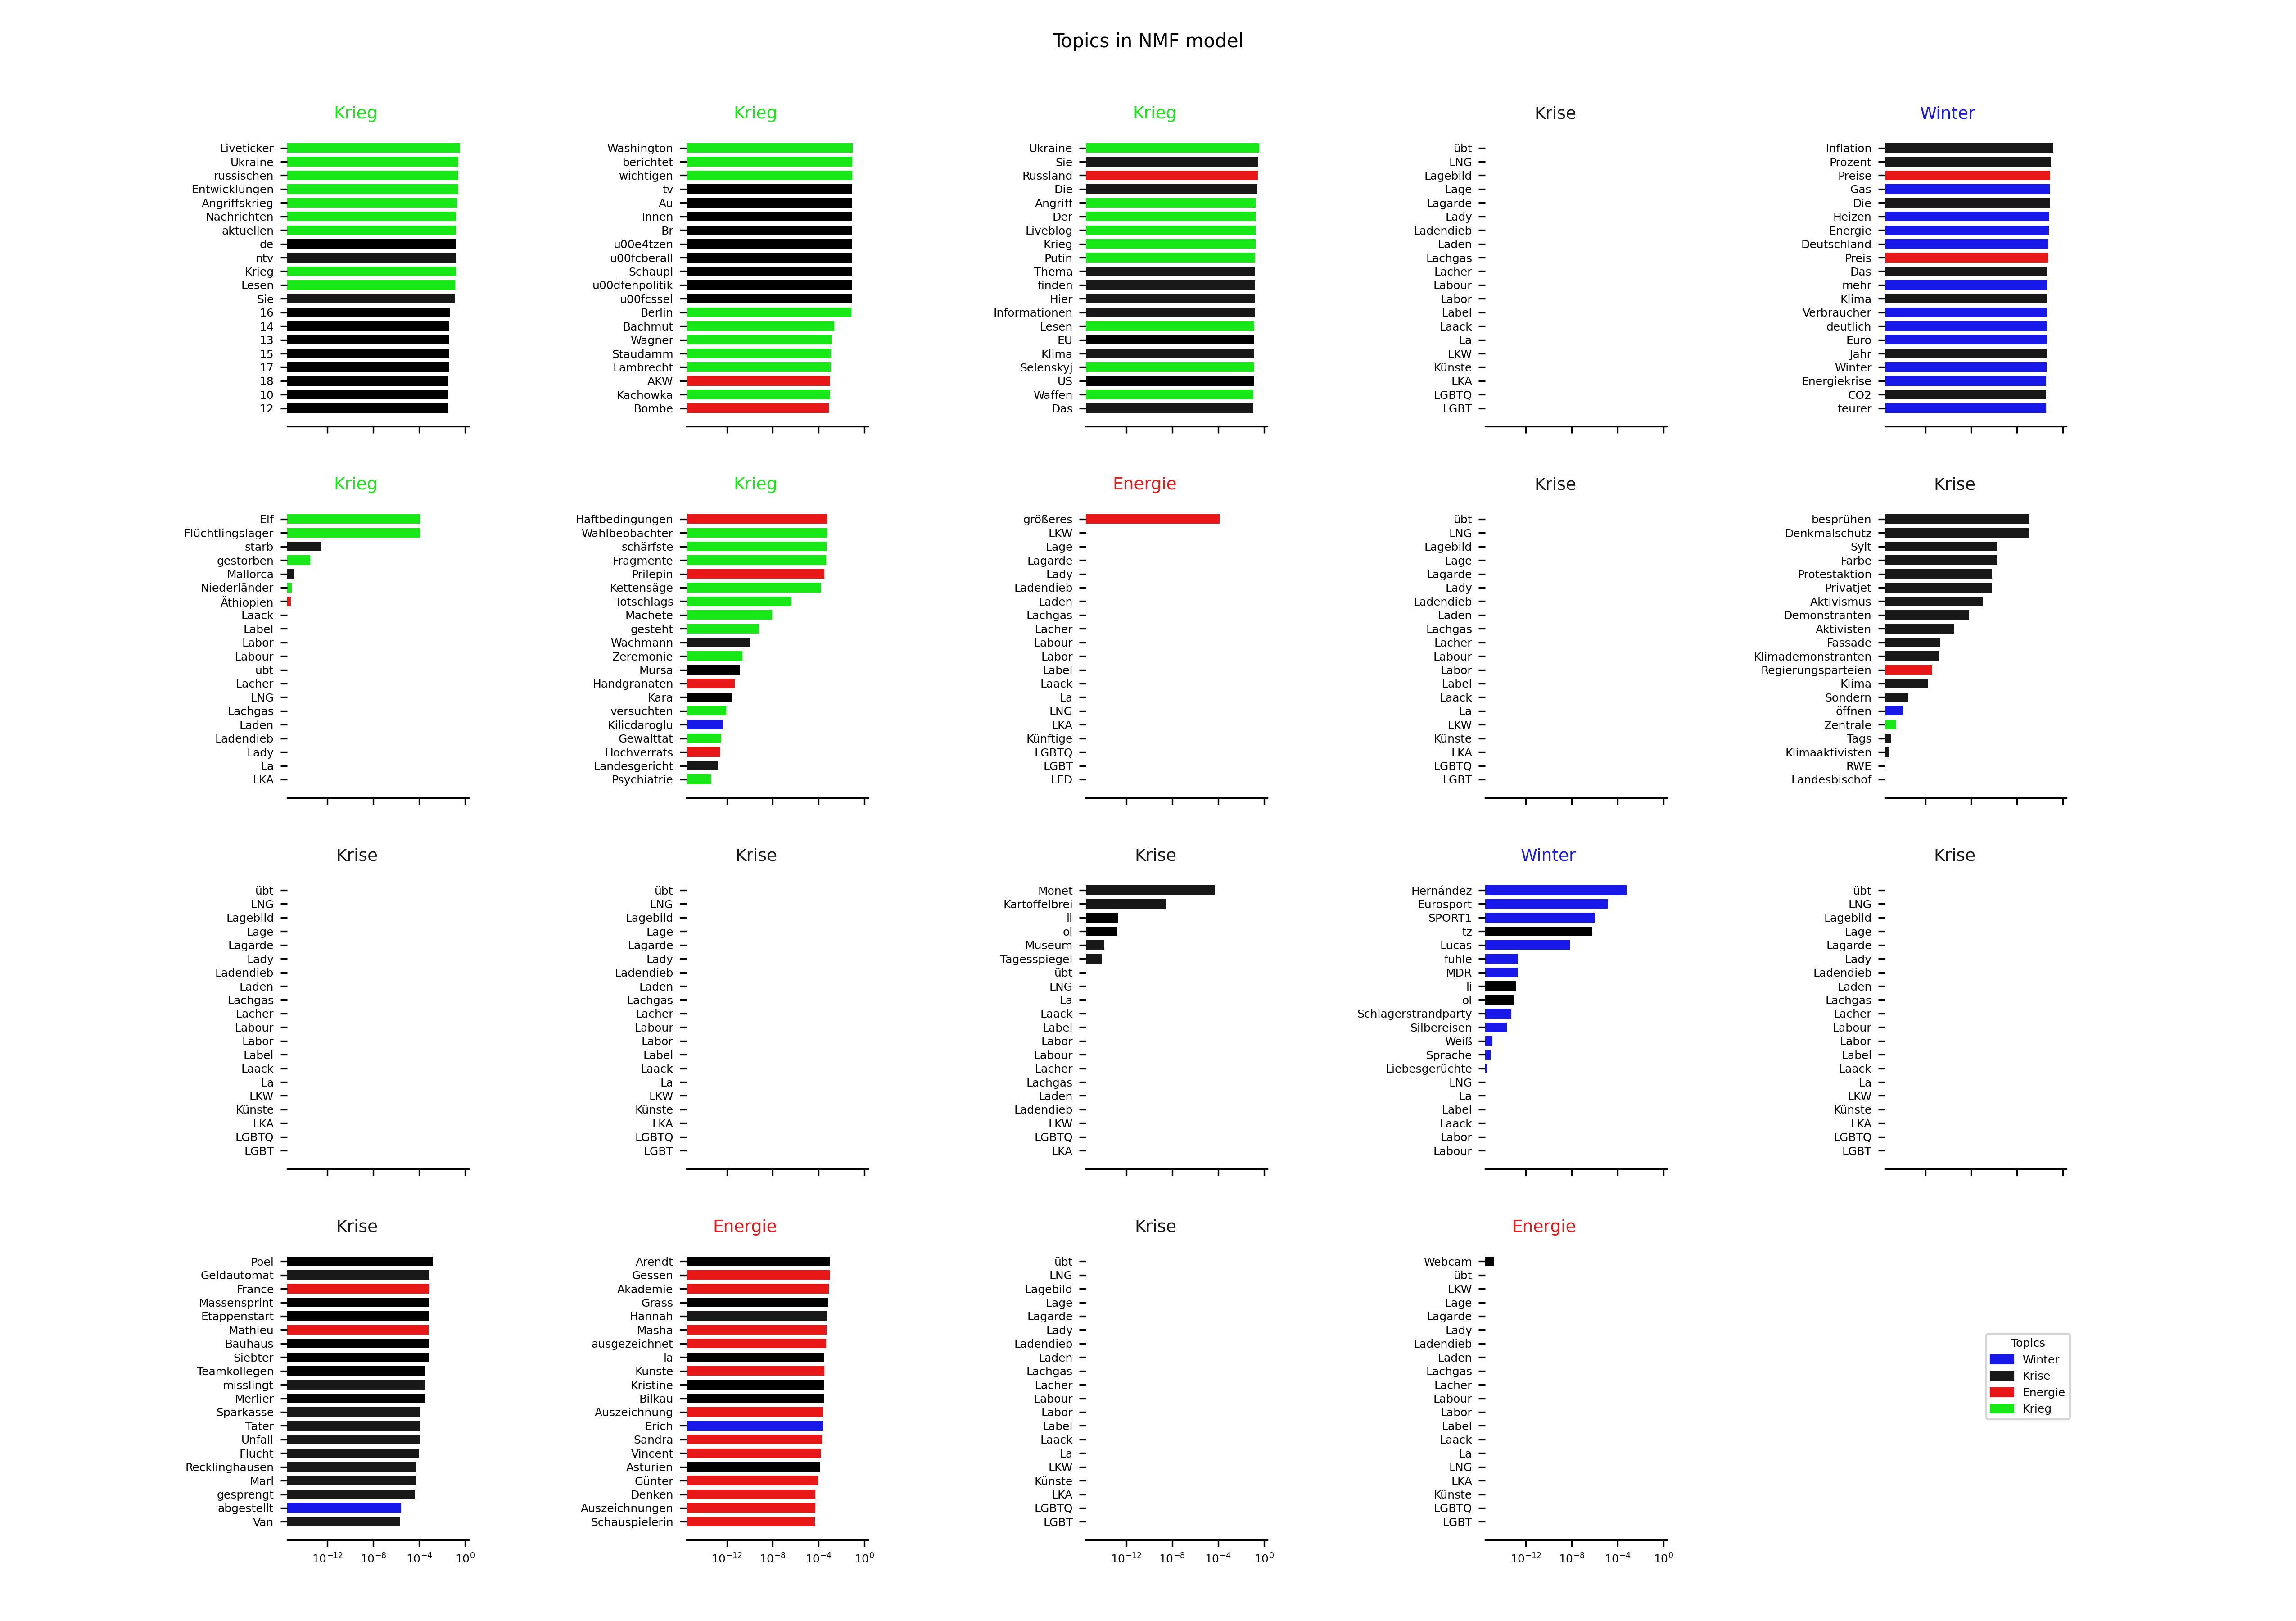 Topics in NMF model
Krieg
Liveticker
Ukraine
russischen
Entwicklungen
Angriffskrieg
Nachrichten
aktuellen
de
ntv
Krieg
Lesen
Sie
16
14
13
15
17
18
10
12
Krieg
Washington
berichtet
wichtigen
tv
Au
Innen
Br
u00e4tzen
u00fcberall
Schaupl
u00dfenpolitik
u00fcssel
Berlin
Bachmut
Wagner
Staudamm
Lambrecht
AKW
Kachowka
Bombe
Krieg
Ukraine
Sie
Russland
Die
Angriff
Der
Liveblog
Krieg
Putin
Thema
finden
Hier
Informationen
Lesen
EU
Klima
Selenskyj
US
Waffen
Das
Krise
übt
LNG
Lagebild
Lage
Lagarde
Lady
Ladendieb
Laden
Lachgas
Lacher
Labour
Labor
Label
Laack
La
LKW
Künste
LKA
LGBTQ
LGBT
Winter
Inflation
Prozent
Preise
Gas
Die
Heizen
Energie
Deutschland
Preis
Das
mehr
Klima
Verbraucher
deutlich
Euro
Jahr
Winter
Energiekrise
CO2
teurer
Krieg
Elf
Flüchtlingslager
starb
gestorben
Mallorca
Niederländer
Äthiopien
Laack
Label
Labor
Labour
übt
Lacher
LNG
Lachgas
Laden
Ladendieb
Lady
La
LKA
Krieg
Haftbedingungen
Wahlbeobachter
schärfste
Fragmente
Prilepin
Kettensäge
Totschlags
Machete
gesteht
Wachmann
Zeremonie
Mursa
Handgranaten
Kara
versuchten
Kilicdaroglu
Gewalttat
Hochverrats
Landesgericht
Psychiatrie
Energie
größeres
LKW
Lage
Lagarde
Lady
Ladendieb
Laden
Lachgas
Lacher
Labour
Labor
Label
Laack
La
LNG
LKA
Künftige
LGBTQ
LGBT
LED
Krise
übt
LNG
Lagebild
Lage
Lagarde
Lady
Ladendieb
Laden
Lachgas
Lacher
Labour
Labor
Label
Laack
La
LKW
Künste
LKA
LGBTQ
LGBT
Krise
besprühen
Denkmalschutz
Sylt
Farbe
Protestaktion
Privatjet
Aktivismus
Demonstranten
Aktivisten
Fassade
Klimademonstranten
Regierungsparteien
Klima
Sondern
öffnen
Zentrale
Tags
Klimaaktivisten
RWE
Landesbischof
Krise
übt
LNG
Lagebild
Lage
Lagarde
Lady
Ladendieb
Laden
Lachgas
Lacher
Labour
Labor
Label
Laack
La
LKW
Künste
LKA
LGBTQ
LGBT
Krise
übt
LNG
Lagebild
Lage
Lagarde
Lady
Ladendieb
Laden
Lachgas
Lacher
Labour
Labor
Label
Laack
La
LKW
Künste
LKA
LGBTQ
LGBT
Krise
Monet
Kartoffelbrei
li
ol
Museum
Tagesspiegel
übt
LNG
La
Laack
Label
Labor
Labour
Lacher
Lachgas
Laden
Ladendieb
LKW
LGBTQ
LKA
Winter
Hernández
Eurosport
SPORT1
tz
Lucas
fühle
MDR
li
ol
Schlagerstrandparty
Silbereisen
Weiß
Sprache
Liebesgerüchte
LNG
La
Label
Laack
Labor
Labour
Krise
übt
LNG
Lagebild
Lage
Lagarde
Lady
Ladendieb
Laden
Lachgas
Lacher
Labour
Labor
Label
Laack
La
LKW
Künste
LKA
LGBTQ
LGBT
Krise
Poel
Geldautomat
France
Massensprint
Etappenstart
Mathieu
Bauhaus
Siebter
Teamkollegen
misslingt
Merlier
Sparkasse
Täter
Unfall
Flucht
Recklinghausen
Marl
gesprengt
abgestellt
Van
10⁻¹² 10⁻⁸ 10⁻⁴ 10⁰
Energie
Arendt
Gessen
Akademie
Grass
Hannah
Masha
ausgezeichnet
la
Künste
Kristine
Bilkau
Auszeichnung
Erich
Sandra
Vincent
Asturien
Günter
Denken
Auszeichnungen
Schauspielerin
10⁻¹² 10⁻⁸ 10⁻⁴ 10⁰
Krise
übt
LNG
Lagebild
Lage
Lagarde
Lady
Ladendieb
Laden
Lachgas
Lacher
Labour
Labor
Label
Laack
La
LKW
Künste
LKA
LGBTQ
LGBT
10⁻¹² 10⁻⁸ 10⁻⁴ 10⁰
Energie
Webcam
übt
LKW
Lage
Lagarde
Lady
Ladendieb
Laden
Lachgas
Lacher
Labour
Labor
Label
Laack
La
LNG
LKA
Künste
LGBTQ
LGBT
10⁻¹² 10⁻⁸ 10⁻⁴ 10⁰
Topics
Winter
Krise
Energie
Krieg